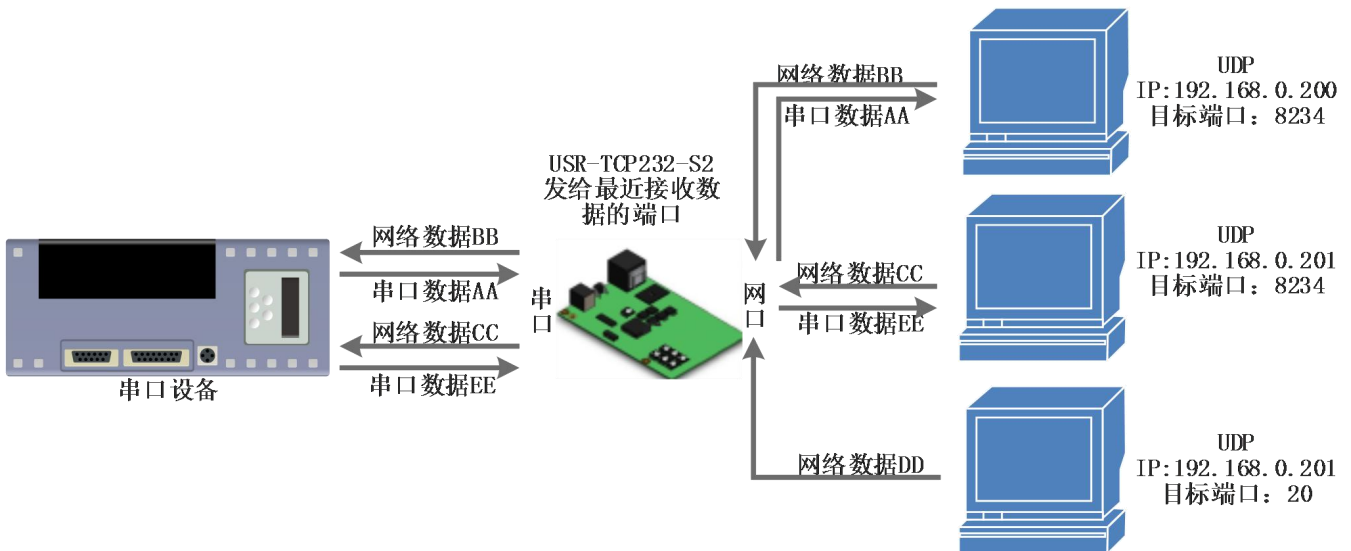 网络数据BB
串口数据AA
UDP
IP:192.168.0.200
目标端口：8234
USR-TCP232-S2
发给最近接收数
据的端口
网络数据BB
串口数据AA
网络数据CC
串口数据EE
串口设备
串口
网口
网络数据CC
串口数据EE
UDP
IP:192.168.0.201
目标端口：8234
网络数据DD
UDP
IP:192.168.0.201
目标端口：20